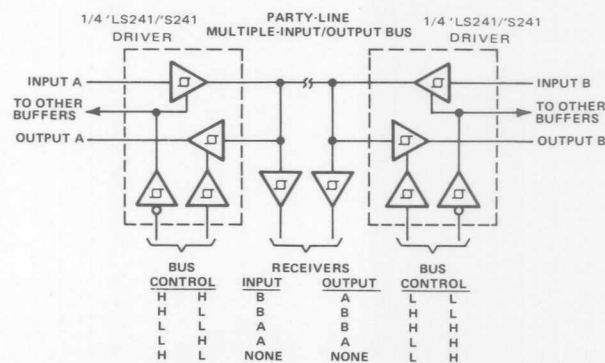 1/4 'LS241/'S241
DRIVER
PARTY-LINE
MULTIPLE-INPUT/OUTPUT BUS
1/4 'LS241/'S241
DRIVER
INPUT A
INPUT B
TO OTHER
BUFFERS
TO OTHER
BUFFERS
OUTPUT A
OUTPUT B
BUS
CONTROL
RECEIVERS
INPUT OUTPUT
BUS
CONTROL
H H B A L L
H L B B H L
L L A B H H
L H A A L H
H L NONE NONE H L